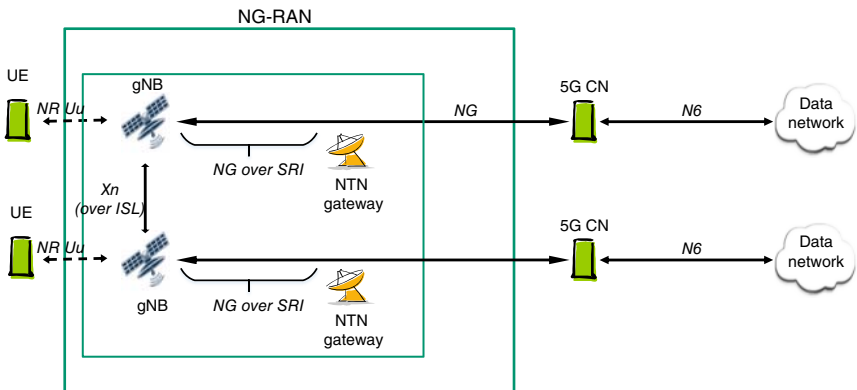 NG-RAN
UE
gNB
5G CN
NR Uu
NG
N6
Data
network
NG over SRI
NTN
gateway
Xn
(over ISL)
UE
5G CN
NR Uu
N6
Data
network
gNB
NG over SRI
NTN
gateway